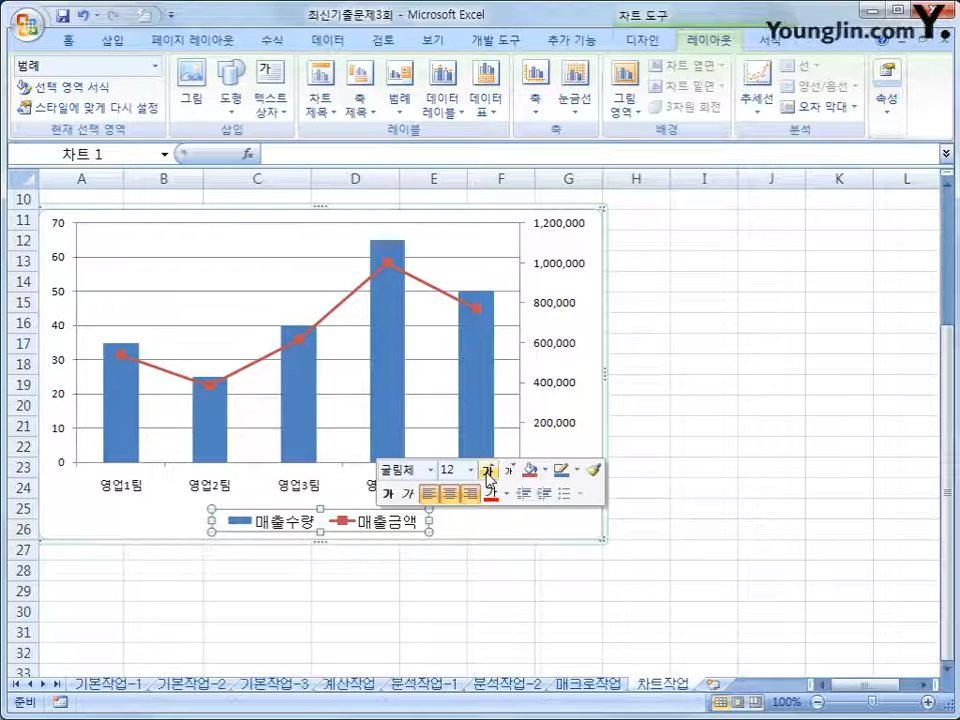 최신기출문제3회 - Microsoft Excel
차트 도구
YoungJin.com Y.
홈 삽입 페이지 레이아웃 수식 데이터 검토 보기 개발 도구 추가 기능 디자인 레이아웃 서식
범례
선택 영역 서식
스타일에 맞게 다시 설정
현재 선택 영역
그림 도형 텍스트 상자
삽입
차트 제목 축 제목 범례 데이터 레이블 데이터 표
레이블
축 눈금선
축
그림 영역 차트 옆면 차트 밑면 3차원 회전
배경
추세선 선 양선/음선 오차 막대
분석
속성
차트 1 fx
A B C D E F G H I J K L
10
11
12
13
14
15
16
17
18
19
20
21
22
23
24
25
26
27
28
29
30
31
32
33
70 1,200,000
60 1,000,000
50 800,000
40 600,000
30 400,000
20 200,000
10
0
영업1팀 영업2팀 영업3팀
매출수량 매출금액
굴림체 12 가 가
가 가 가
기본작업-1 기본작업-2 기본작업-3 계산작업 분석작업-1 분석작업-2 매크로작업 차트작업
준비 100%